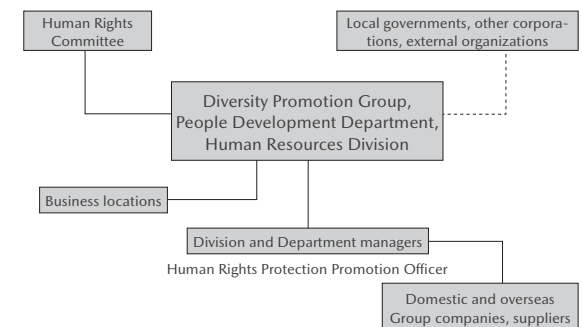 Human Rights
Committee
Local governments, other corpora-
tions, external organizations
Diversity Promotion Group,
People Development Department,
Human Resources Division
Business locations
Division and Department managers
Human Rights Protection Promotion Officer
Domestic and overseas
Group companies, suppliers